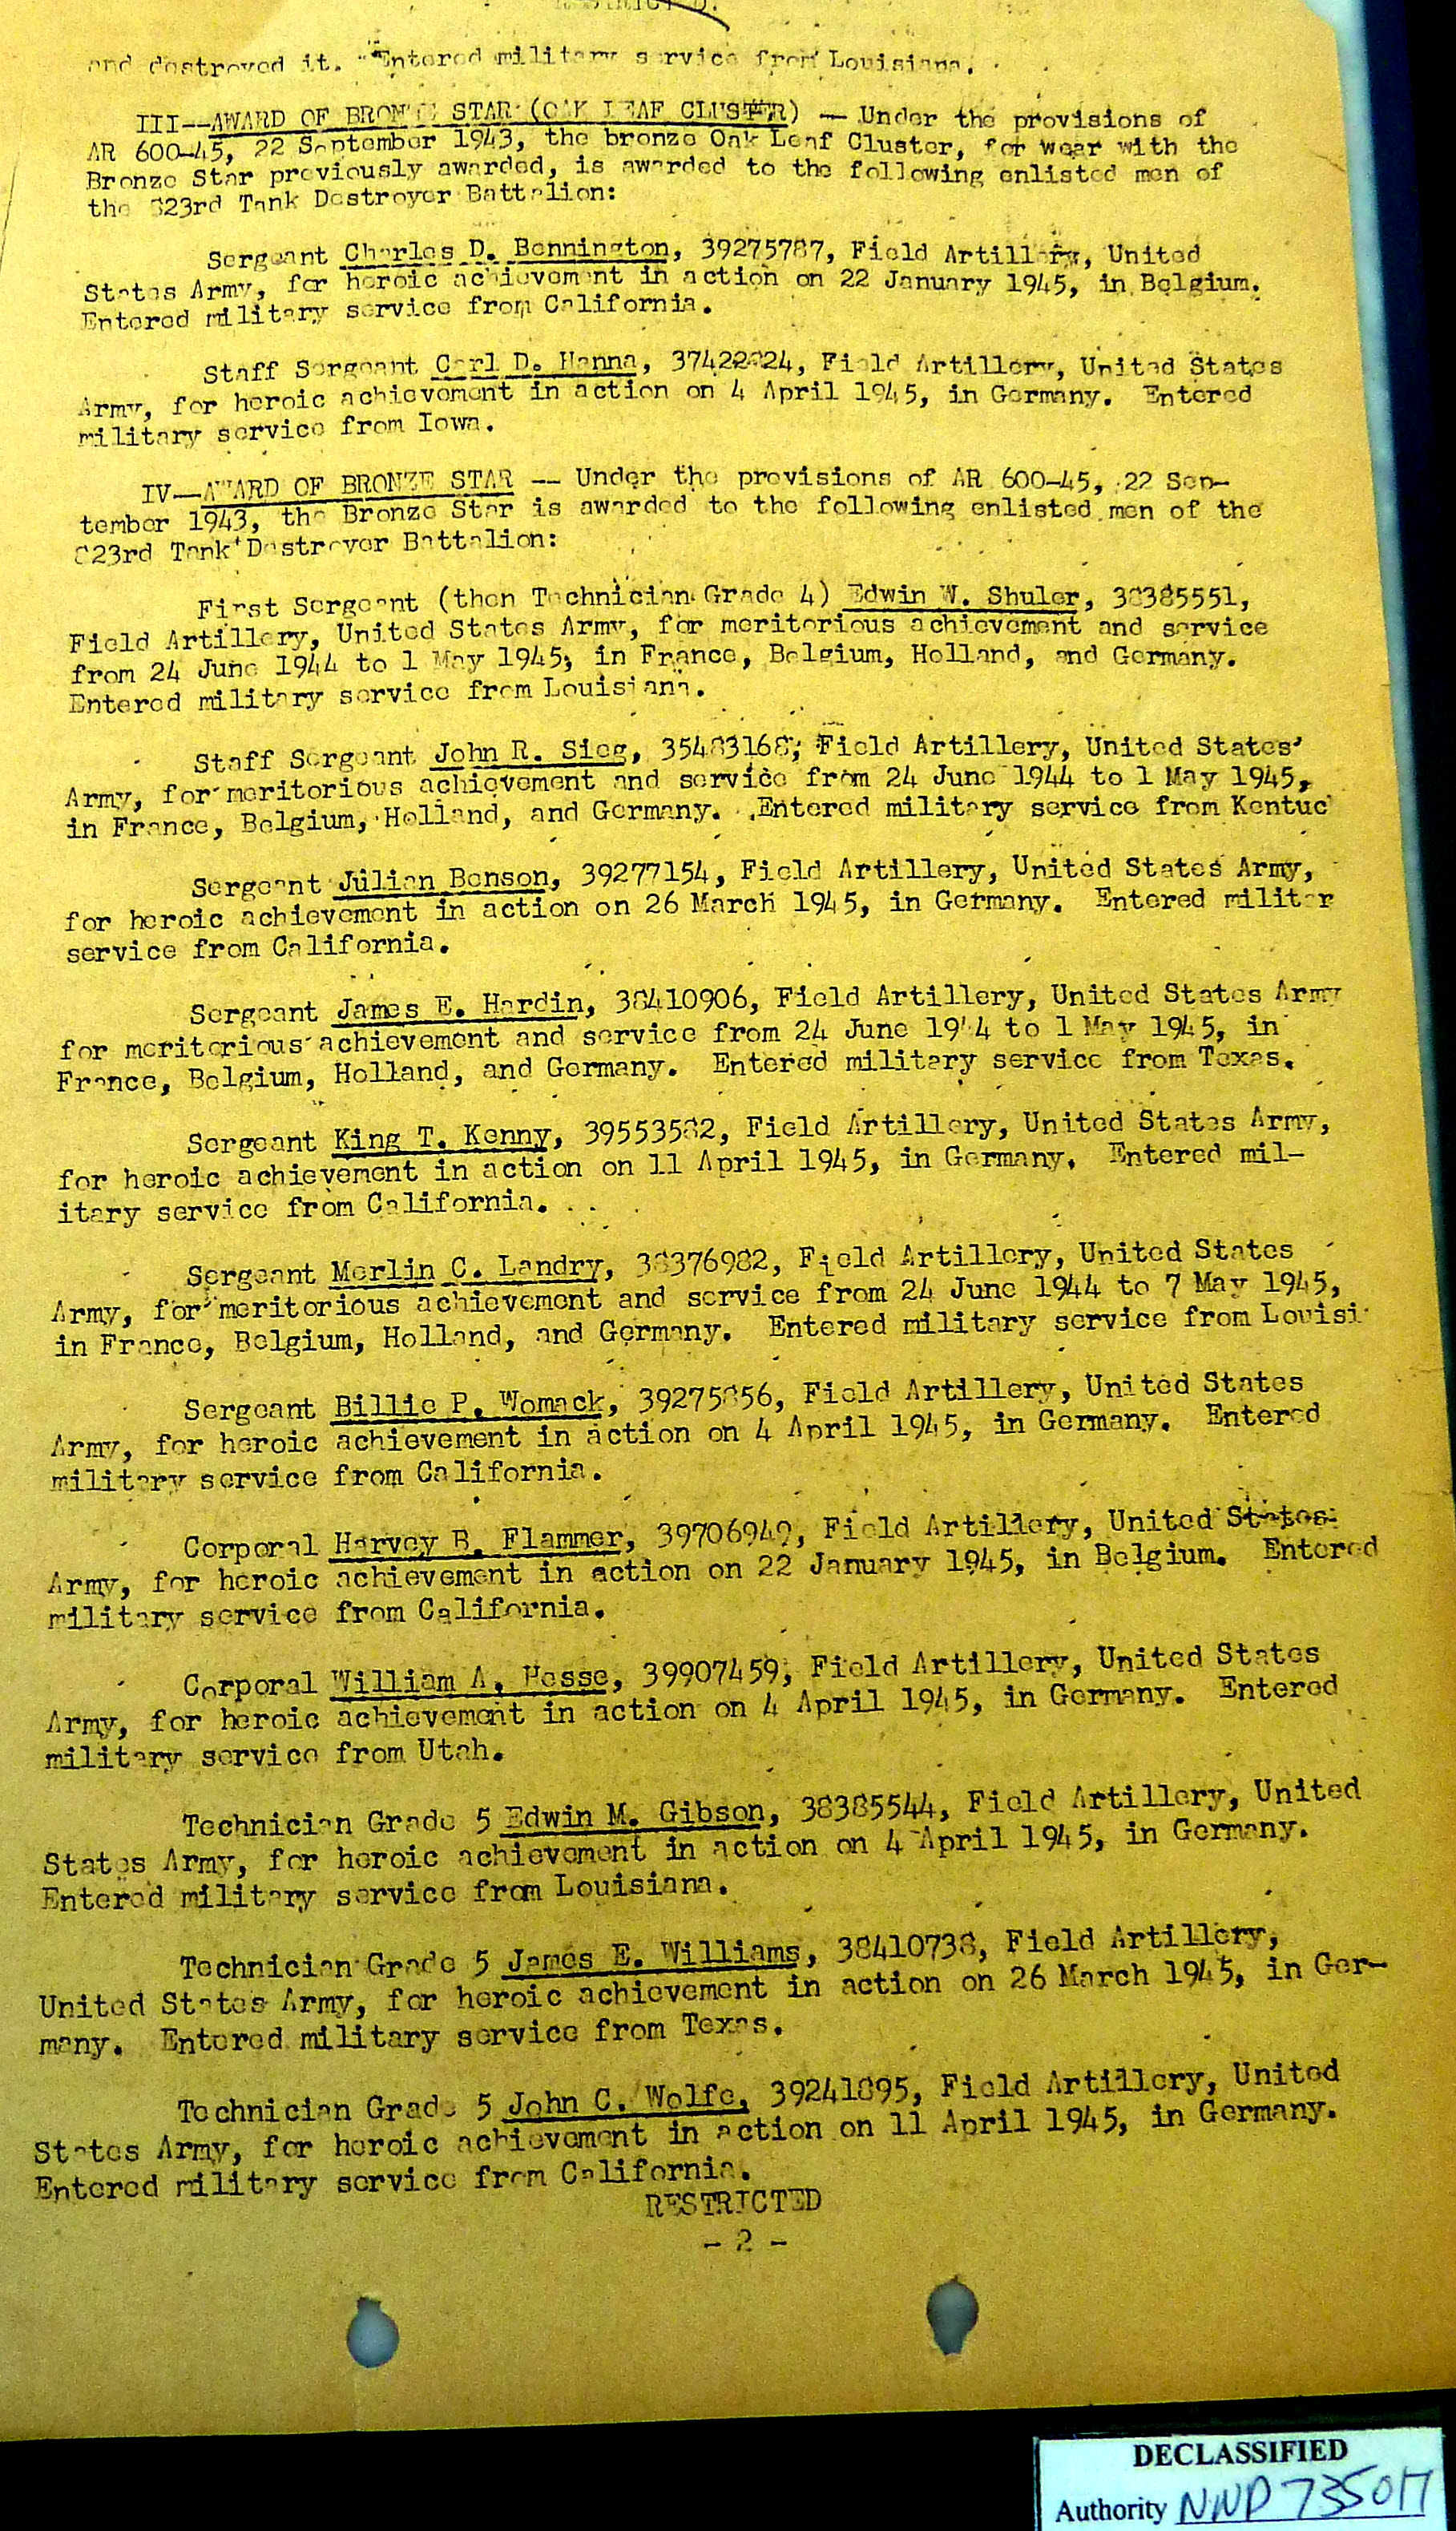 RESTRICTED
and destroyed it. Entered military service from Louisiana.
III--AWARD OF BRONZE STAR (OAK LEAF CLUSTER) -- Under the provisions of
AR 600-45, 22 September 1943, the bronze Oak Leaf Cluster, for wear with the
Bronze Star previously awarded, is awarded to the following enlisted men of
the 823rd Tank Destroyer Battalion:
Sergeant Charles D. Bennington, 39275787, Field Artillery, United
States Army, for heroic achievement in action on 22 January 1945, in Belgium.
Entered military service from California.
Staff Sergeant Carl D. Hanna, 37422824, Field Artillery, United States
Army, for heroic achievement in action on 4 April 1945, in Germany. Entered
military service from Iowa.
IV--AWARD OF BRONZE STAR -- Under the provisions of AR 600-45, 22 Sep-
tember 1943, the Bronze Star is awarded to the following enlisted men of the
823rd Tank Destroyer Battalion:
First Sergeant (then Technician Grade 4) Edwin W. Shuler, 38385551,
Field Artillery, United States Army, for meritorious achievement and service
from 24 June 1944 to 1 May 1945, in France, Belgium, Holland, and Germany.
Entered military service from Louisiana.
Staff Sergeant John R. Sieg, 35483168, Field Artillery, United States
Army, for meritorious achievement and service from 24 June 1944 to 1 May 1945,
in France, Belgium, Holland, and Germany. Entered military service from Kentuc
Sergeant Julian Benson, 39277154, Field Artillery, United States Army,
for heroic achievement in action on 26 March 1945, in Germany. Entered militar
service from California.
Sergeant James E. Hardin, 38410906, Field Artillery, United States Army
for meritorious achievement and service from 24 June 1944 to 1 May 1945, in
France, Belgium, Holland, and Germany. Entered military service from Texas.
Sergeant King T. Kenny, 39553582, Field Artillery, United States Army,
for heroic achievement in action on 11 April 1945, in Germany. Entered mil-
itary service from California.
Sergeant Merlin C. Landry, 38376982, Field Artillery, United States
Army, for meritorious achievement and service from 24 June 1944 to 7 May 1945,
in France, Belgium, Holland, and Germany. Entered military service from Louisi
Sergeant Billie P. Womack, 39275856, Field Artillery, United States
Army, for heroic achievement in action on 4 April 1945, in Germany. Entered
military service from California.
Corporal Harvey B. Flammer, 39706949, Field Artillery, United States
Army, for heroic achievement in action on 22 January 1945, in Belgium. Entered
military service from California.
Corporal William A. Hesse, 39907459, Field Artillery, United States
Army, for heroic achievement in action on 4 April 1945, in Germany. Entered
military service from Utah.
Technician Grade 5 Edwin M. Gibson, 38385544, Field Artillery, United
States Army, for heroic achievement in action on 4 April 1945, in Germany.
Entered military service from Louisiana.
Technician Grade 5 James E. Williams, 38410738, Field Artillery,
United States Army, for heroic achievement in action on 26 March 1945, in Ger-
many. Entered military service from Texas.
Technician Grade 5 John C. Wolfe, 39241895, Field Artillery, United
States Army, for heroic achievement in action on 11 April 1945, in Germany.
Entered military service from California.
RESTRICTED
- 2 -
DECLASSIFIED
Authority NND 735017